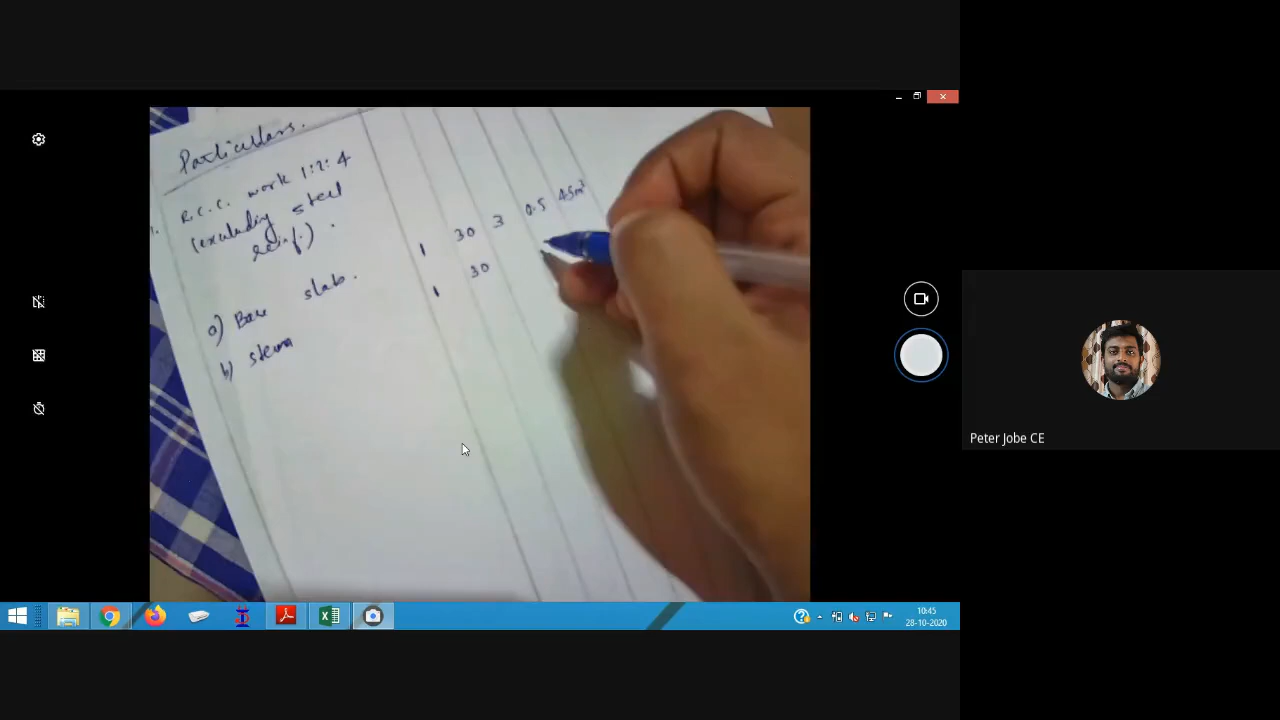 Particulars.
1.
R.C.C. work 1:2:4
(excluding steel
reinf.).
a) Base slab. 1 30 3 0.5 45m³
b) stem 1 30
Peter Jobe CE
10:45
28-10-2020